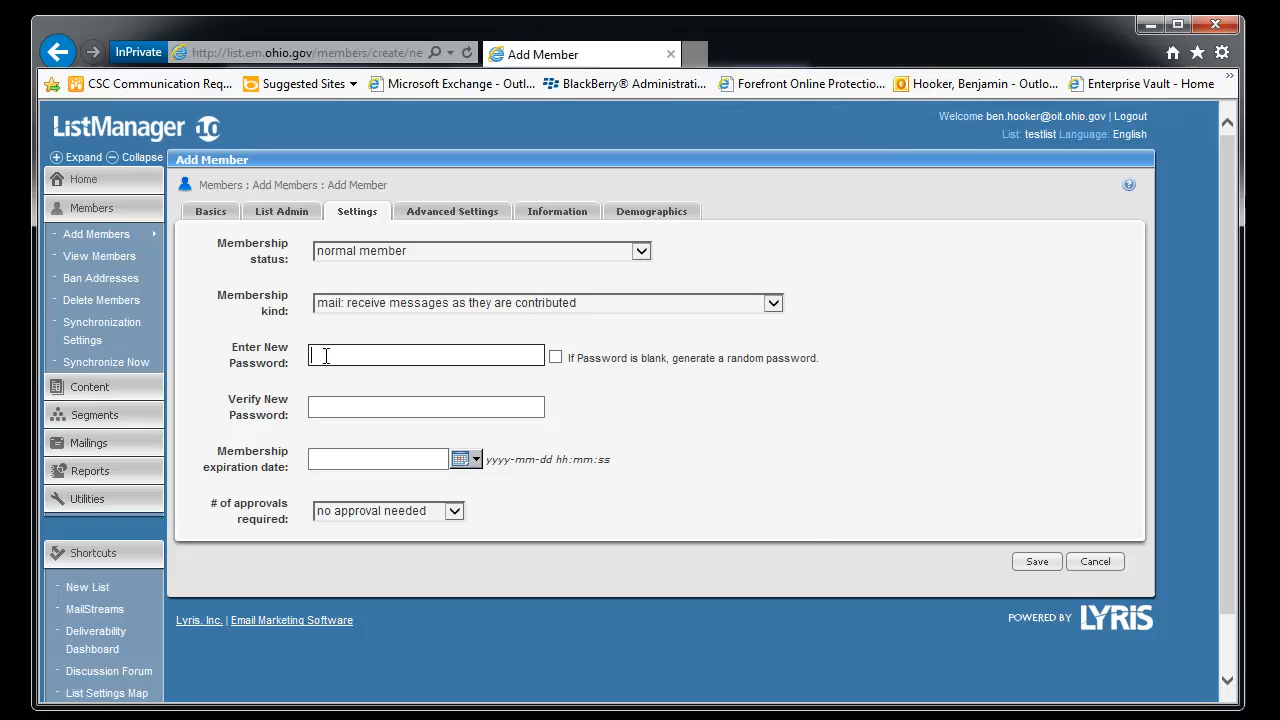 InPrivate
http://list.em.ohio.gov/members/create/ne
Add Member
CSC Communication Req...
Suggested Sites
Microsoft Exchange - Outl...
BlackBerry® Administrati...
Forefront Online Protectio...
Hooker, Benjamin - Outlo...
Enterprise Vault - Home
ListManager 10
Welcome ben.hooker@oit.ohio.gov | Logout
List: testlist Language: English
Expand Collapse
Home
Members
Add Members
View Members
Ban Addresses
Delete Members
Synchronization
Settings
Synchronize Now
Content
Segments
Mailings
Reports
Utilities
Shortcuts
New List
MailStreams
Deliverability
Dashboard
Discussion Forum
List Settings Map
Add Member
Members : Add Members : Add Member
Basics
List Admin
Settings
Advanced Settings
Information
Demographics
Membership
status:
normal member
Membership
kind:
mail: receive messages as they are contributed
Enter New
Password:
If Password is blank, generate a random password.
Verify New
Password:
Membership
expiration date:
yyyy-mm-dd hh:mm:ss
# of approvals
required:
no approval needed
Save
Cancel
Lyris, Inc. | Email Marketing Software
POWERED BY LYRIS